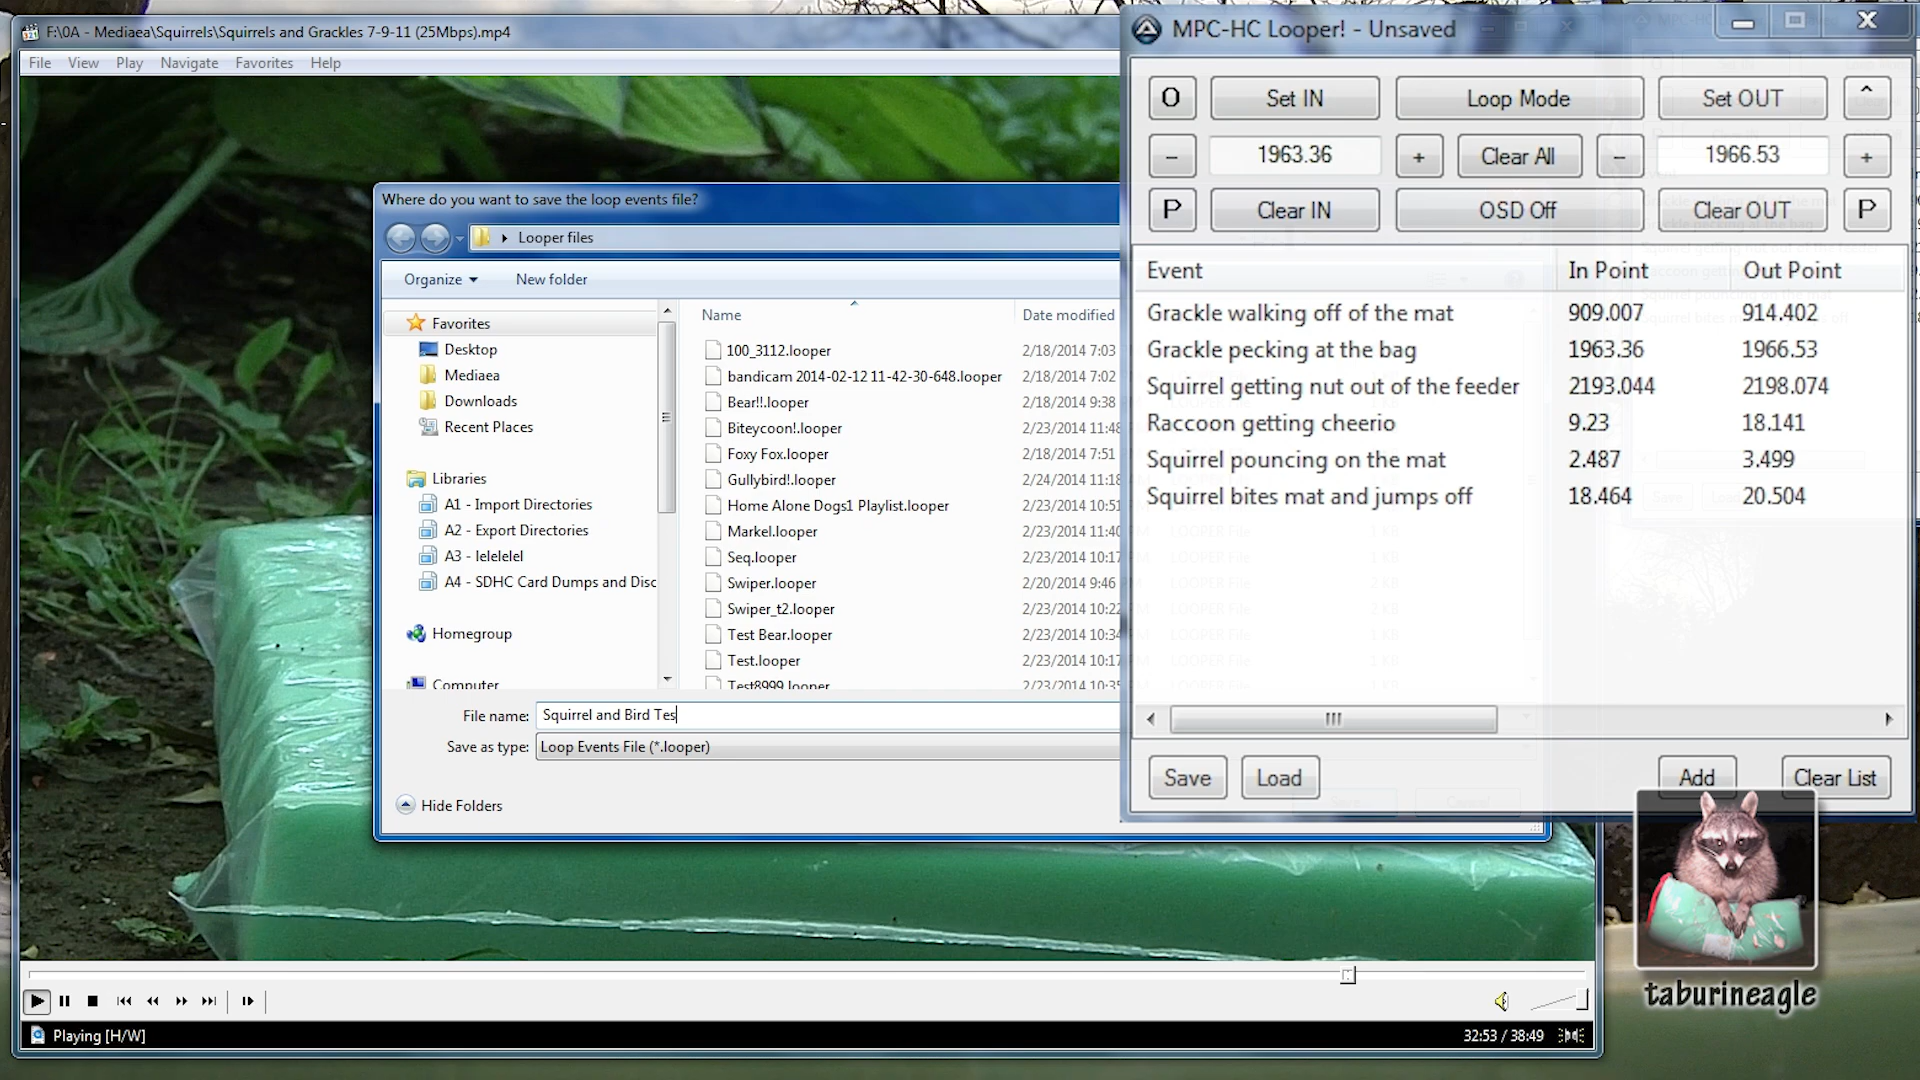 F:\0A - Mediaea\Squirrels\Squirrels and Grackles 7-9-11 (25Mbps).mp4
File View Play Navigate Favorites Help
Where do you want to save the loop events file?
Looper files
Organize New folder
Favorites
Desktop
Mediaea
Downloads
Recent Places
Libraries
A1 - Import Directories
A2 - Export Directories
A3 - lelelelel
A4 - SDHC Card Dumps and Disc
Homegroup
Computer
Name Date modified
100_3112.looper 2/18/2014 7:03
bandicam 2014-02-12 11-42-30-648.looper 2/18/2014 7:02
Bear!!.looper 2/18/2014 9:38
Biteycoon!.looper 2/23/2014 11:48
Foxy Fox.looper 2/18/2014 7:51
Gullybird!.looper 2/24/2014 11:18
Home Alone Dogs1 Playlist.looper 2/23/2014 10:51
Markel.looper 2/23/2014 11:40
Seq.looper 2/23/2014 10:17
Swiper.looper 2/20/2014 9:46
Swiper_t2.looper 2/23/2014 10:22
Test Bear.looper 2/23/2014 10:34
Test.looper 2/23/2014 10:17
Test8999.looper 2/23/2014 10:35
File name: Squirrel and Bird Tes
Save as type: Loop Events File (*.looper)
Hide Folders
MPC-HC Looper! - Unsaved
O Set IN Loop Mode Set OUT ^
- 1963.36 + Clear All - 1966.53 +
P Clear IN OSD Off Clear OUT P
Event In Point Out Point
Grackle walking off of the mat 909.007 914.402
Grackle pecking at the bag 1963.36 1966.53
Squirrel getting nut out of the feeder 2193.044 2198.074
Raccoon getting cheerio 9.23 18.141
Squirrel pouncing on the mat 2.487 3.499
Squirrel bites mat and jumps off 18.464 20.504
Save Load Add Clear List
taburineagle
Playing [H/W] 32:53 / 38:49